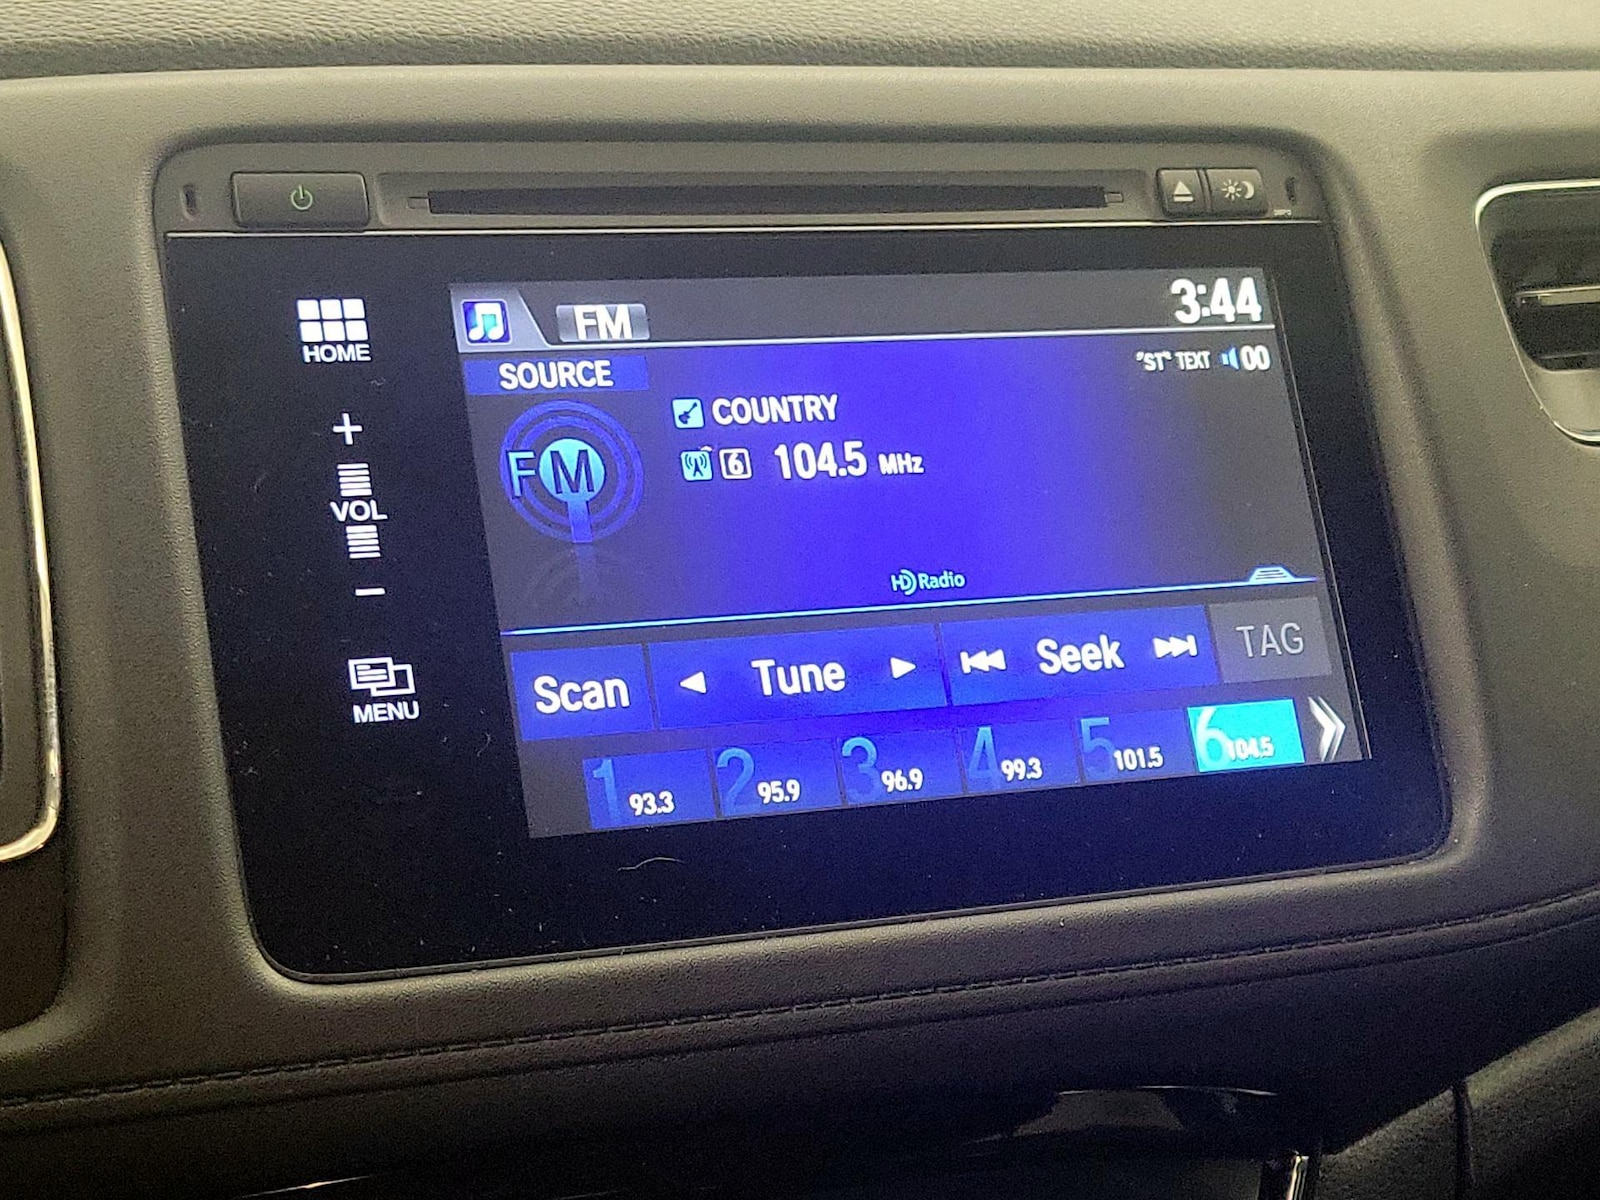 HOME
VOL
MENU
FM
3:44
SOURCE
"ST" TEXT 00
COUNTRY
FM
6 104.5 MHz
HD Radio
Scan Tune Seek TAG
1 93.3 2 95.9 3 96.9 4 99.3 5 101.5 6 104.5